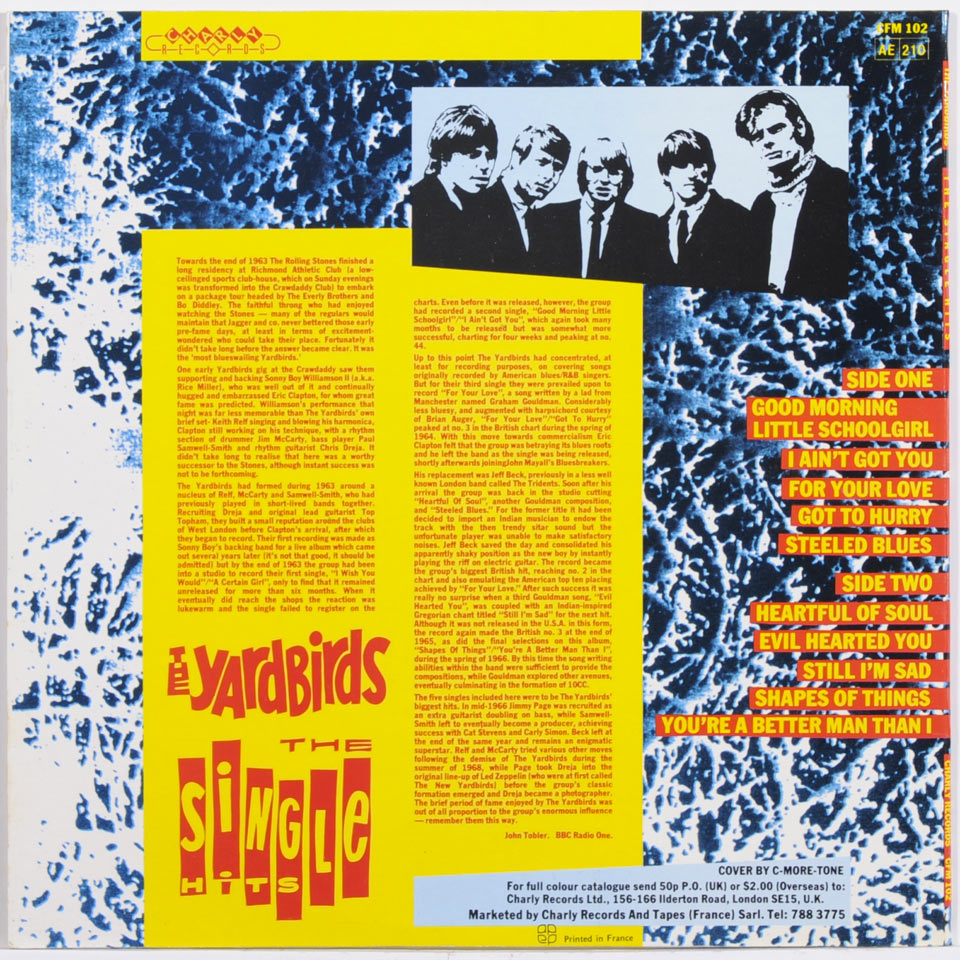 CHARLY
RECORDS
CFM 102
AE 210
Towards the end of 1963 The Rolling Stones finished a
long residency at Richmond Athletic Club (a low-
ceilinged sports club-house, which on Sunday evenings
was transformed into the Crawdaddy Club) to embark
on a package tour headed by The Everly Brothers and
Bo Diddley. The faithful throng who had enjoyed
watching the Stones — many of the regulars would
maintain that Jagger and co. never bettered those early
pre-fame days, at least in terms of excitement-
wondered who could take their place. Fortunately it
didn't take long before the answer became clear. It was
the 'most blueswailing Yardbirds.'
One early Yardbirds gig at the Crawdaddy saw them
supporting and backing Sonny Boy Williamson II (a.k.a.
Rice Miller), who was well out of it and continually
hugged and embarrassed Eric Clapton, for whom great
fame was predicted. Williamson's performance that
night was far less memorable than The Yardbirds' own
brief set- Keith Relf singing and blowing his harmonica,
Clapton still working on his technique, with a rhythm
section of drummer Jim McCarty, bass player Paul
Samwell-Smith and rhythm guitarist Chris Dreja. It
didn't take long to realise that here was a worthy
successor to the Stones, although instant success was
not to be forthcoming.
The Yardbirds had formed during 1963 around a
nucleus of Relf, McCarty and Samwell-Smith, who had
previously played in short-lived bands together.
Recruiting Dreja and original lead guitarist Top
Topham, they built a small reputation around the clubs
of West London before Clapton's arrival, after which
they began to record. Their first recording was made as
Sonny Boy's backing band for a live album which came
out several years later (it's not that good, it should be
admitted) but by the end of 1963 the group had been
into a studio to record their first single, "I Wish You
Would"/"A Certain Girl", only to find that it remained
unreleased for more than six months. When it
eventually did reach the shops the reaction was
lukewarm and the single failed to register on the
charts. Even before it was released, however, the group
had recorded a second single, "Good Morning Little
Schoolgirl"/"I Ain't Got You", which again took many
months to be released but was somewhat more
successful, charting for four weeks and peaking at no.
44.
Up to this point The Yardbirds had concentrated, at
least for recording purposes, on covering songs
originally recorded by American blues/R&B singers.
But for their third single they were prevailed upon to
record "For Your Love", a song written by a lad from
Manchester named Graham Gouldman. Considerably
less bluesy, and augmented with harpsichord courtesy
of Brian Auger, "For Your Love"/"Got To Hurry"
peaked at no. 3 in the British chart during the spring of
1964. With this move towards commercialism Eric
Clapton felt that the group was betraying its blues roots
and he left the band as the single was being released,
shortly afterwards joiningJohn Mayall's Bluesbreakers.
His replacement was Jeff Beck, previously in a less well
known London band called The Tridents. Soon after his
arrival the group was back in the studio cutting
"Heartful Of Soul", another Gouldman composition
and "Steeled Blues." For the former title it had been
decided to import an Indian musician to endow the
track with the then trendy sitar sound but the
unfortunate player was unable to make satisfactory
noises. Jeff Beck saved the day and consolidated his
apparently shaky position as the new boy by instantly
playing the riff on electric guitar. The record became
the group's biggest British hit, reaching no. 2 in the
chart and also emulating the American top ten placing
achieved by "For Your Love." After such success it was
really no surprise when a third Gouldman song, "Evil
Hearted You", was coupled with an Indian-inspired
Gregorian chant titled "Still I'm Sad" for the next hit.
Although it was not released in the U.S.A. in this form,
the record again made the British no. 3 at the end of
1965, as did the final selections on this album,
"Shapes Of Things"/"You're A Better Man Than I",
during the spring of 1966. By this time the song writing
abilities within the band were sufficient to provide the
compositions, while Gouldman explored other avenues,
eventually culminating in the formation of 10CC.
The five singles included here were to be The Yardbirds'
biggest hits. In mid-1966 Jimmy Page was recruited as
an extra guitarist doubling on bass, while Samwell-
Smith left to eventually become a producer, achieving
success with Cat Stevens and Carly Simon. Beck left at
the end of the same year and remains an enigmatic
superstar, Relf and McCarty tried various other moves
following the demise of The Yardbirds during the
summer of 1968, while Page took Dreja into the
original line-up of Led Zeppelin (who were at first called
The New Yardbirds) before the group's classic
formation emerged and Dreja became a photographer.
The brief period of fame enjoyed by The Yardbirds was
out of all proportion to the group's enormous influence
— remember them this way.
John Tobler. BBC Radio One.
THE YARDBIRDS
THE
SINGLE
HITS
SIDE ONE
GOOD MORNING
LITTLE SCHOOLGIRL
I AIN'T GOT YOU
FOR YOUR LOVE
GOT TO HURRY
STEELED BLUES
SIDE TWO
HEARTFUL OF SOUL
EVIL HEARTED YOU
STILL I'M SAD
SHAPES OF THINGS
YOU'RE A BETTER MAN THAN I
THE YARDBIRDS
THE SINGLE HITS
CHARLY RECORDS CFM 102
COVER BY C-MORE-TONE
For full colour catalogue send 50p P.O. (UK) or $2.00 (Overseas) to:
Charly Records Ltd., 156-166 Ilderton Road, London SE15, U.K.
Marketed by Charly Records And Tapes (France) Sarl. Tel: 788 3775
Printed in France